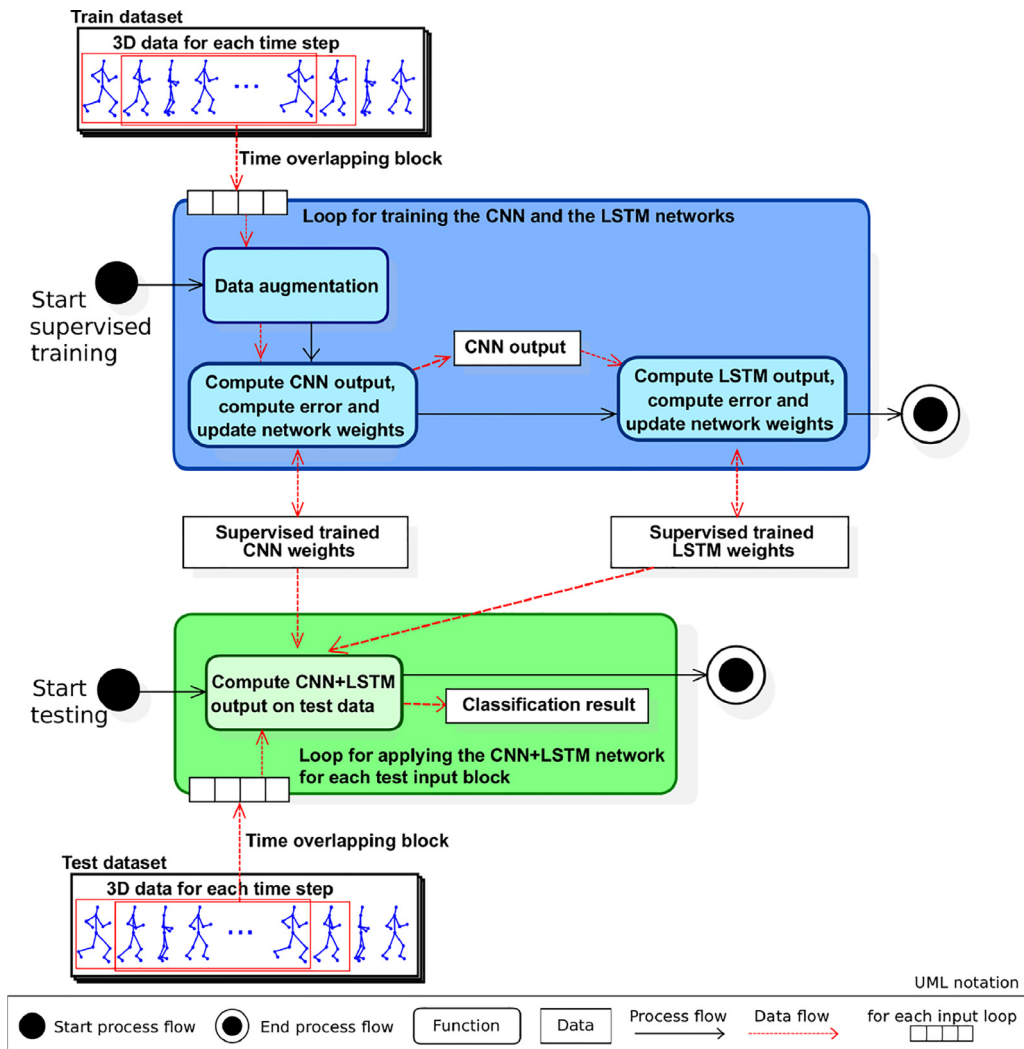 Train dataset
3D data for each time step
...
Time overlapping block
Loop for training the CNN and the LSTM networks
Data augmentation
Start
supervised
training
CNN output
Compute CNN output,
compute error and
update network weights
Compute LSTM output,
compute error and
update network weights
Supervised trained
CNN weights
Supervised trained
LSTM weights
Start
testing
Compute CNN+LSTM
output on test data
Classification result
Loop for applying the CNN+LSTM network
for each test input block
Time overlapping block
Test dataset
3D data for each time step
...
UML notation
Start process flow
End process flow
Function
Data
Process flow
Data flow
for each input loop